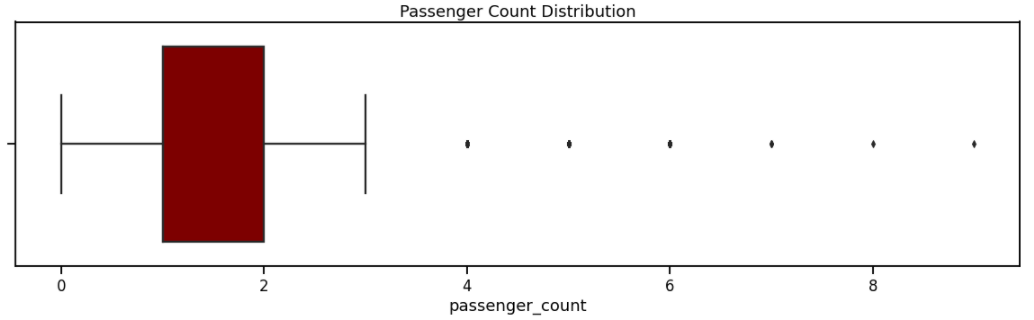 Passenger Count Distribution
0 2 4 6 8
passenger_count